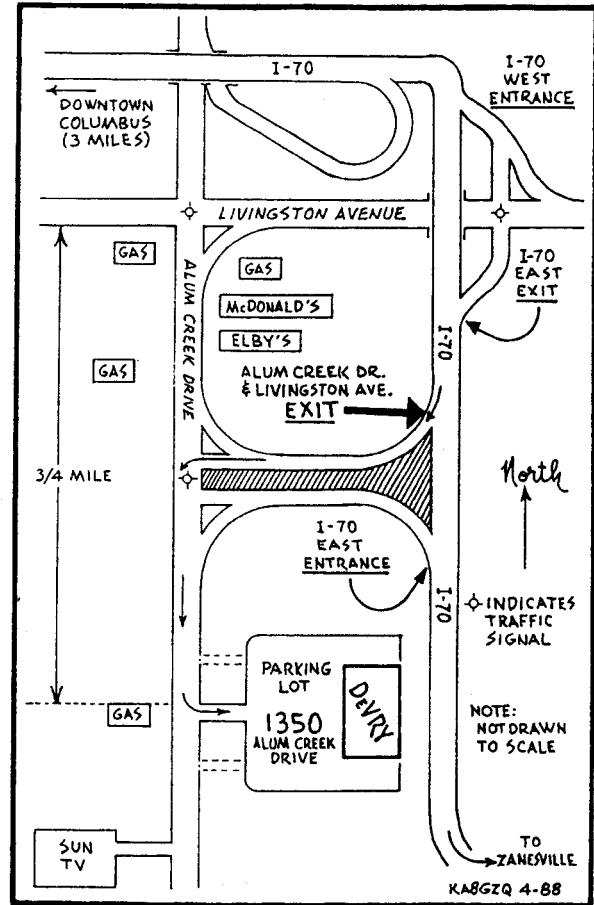 I-70
I-70
WEST
ENTRANCE
DOWNTOWN
COLUMBUS
(3 MILES)
LIVINGSTON AVENUE
GAS
GAS
McDONALD'S
ELBY'S
ALUM CREEK DRIVE
I-70
EAST
EXIT
I-70
GAS
ALUM CREEK DR.
& LIVINGSTON AVE.
EXIT
3/4 MILE
North
I-70
EAST
ENTRANCE
I-70
INDICATES
TRAFFIC
SIGNAL
PARKING
LOT
1350
ALUM CREEK
DRIVE
DeVRY
GAS
NOTE:
NOT DRAWN
TO SCALE
SUN
TV
TO
ZANESVILLE
KA8GZQ 4-88